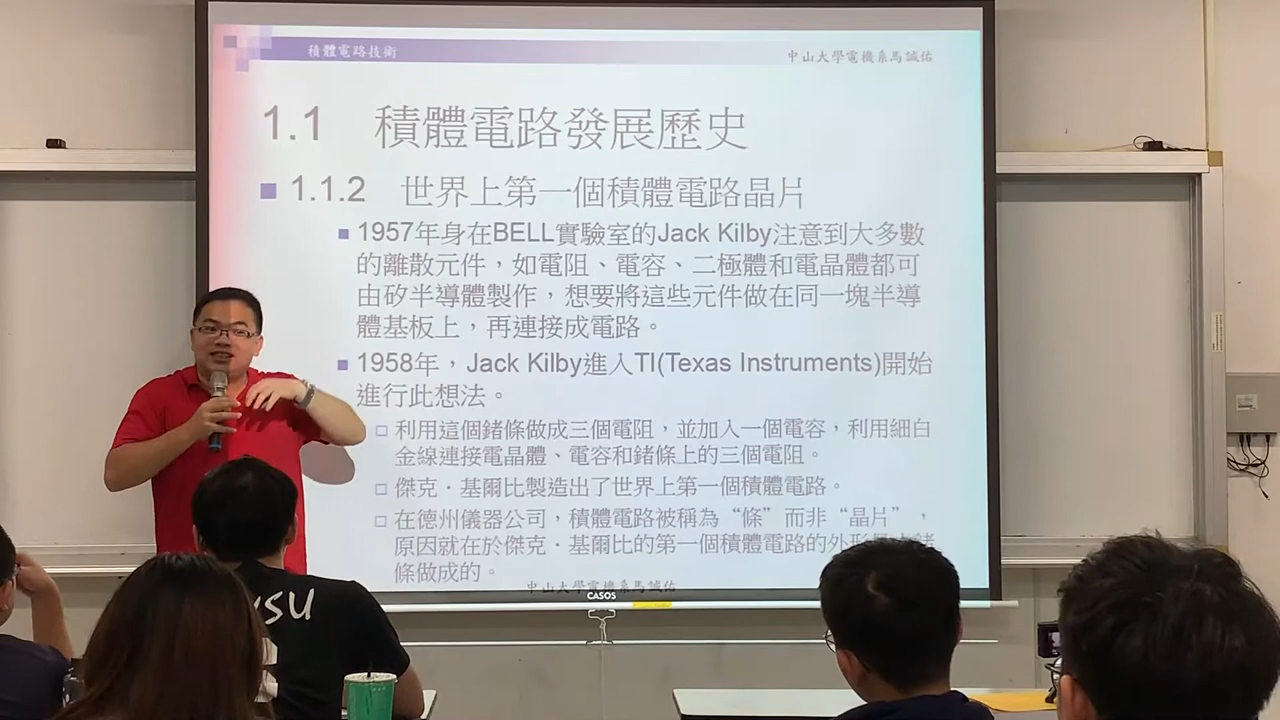 積體電路技術
中山大學電機系馬誠佑
1.1 積體電路發展歷史
1.1.2 世界上第一個積體電路晶片
1957年身在BELL實驗室的Jack Kilby注意到大多數
的離散元件，如電阻、電容、二極體和電晶體都可
由矽半導體製作，想要將這些元件做在同一塊半導
體基板上，再連接成電路。
1958年，Jack Kilby進入TI(Texas Instruments)開始
進行此想法。
利用這個鍺條做成三個電阻，並加入一個電容，利用細白
金線連接電晶體、電容和鍺條上的三個電阻。
傑克．基爾比製造出了世界上第一個積體電路。
在德州儀器公司，積體電路被稱為“條”而非“晶片”，
原因就在於傑克．基爾比的第一個積體電路的外形
條做成的。
中山大學電機系馬誠佑
CASOS